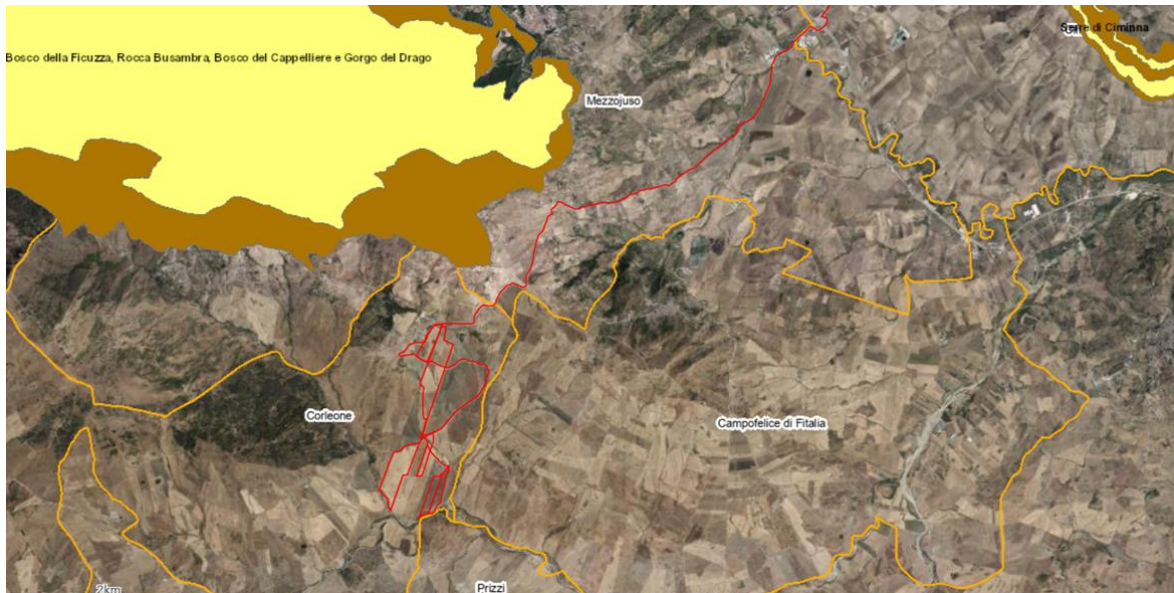 Serre di Ciminna
Bosco della Ficuzza, Rocca Busambra, Bosco del Cappelliere e Gorgo del Drago
Mezzojuso
Corleone
Campofelice di Fitalia
2km
Prizzi